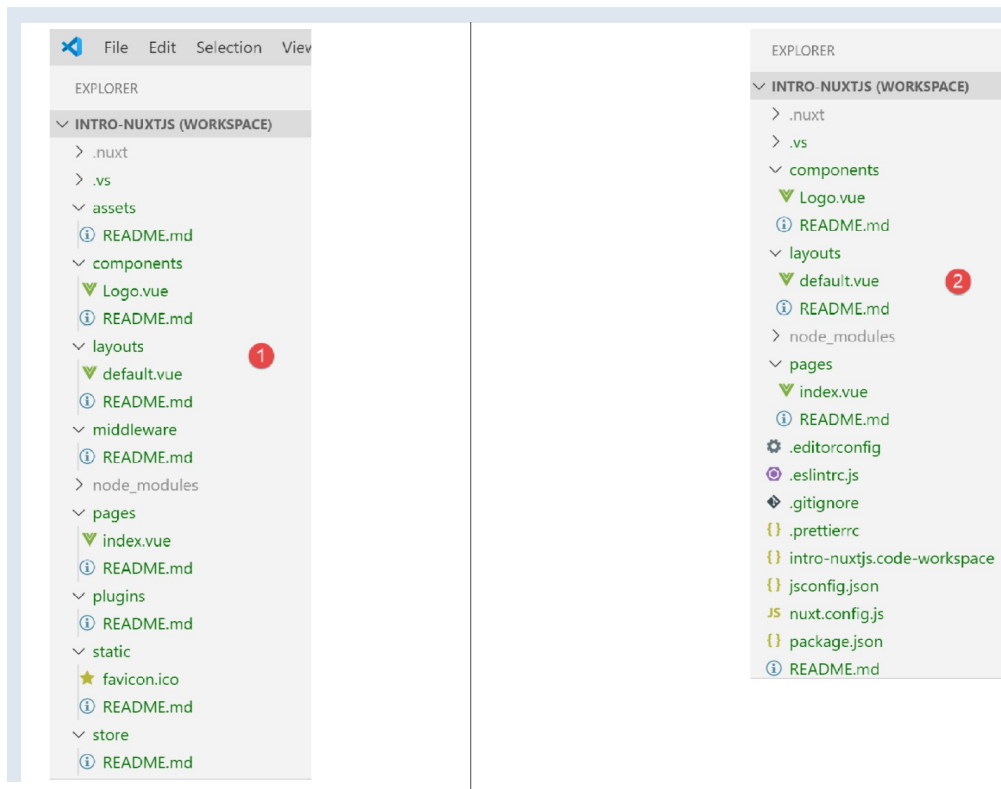 File Edit Selection View
EXPLORER
INTRO-NUXTJS (WORKSPACE)
.nuxt
.vs
assets
README.md
components
Logo.vue
README.md
layouts
1
default.vue
README.md
middleware
README.md
node_modules
pages
index.vue
README.md
plugins
README.md
static
favicon.ico
README.md
store
README.md
EXPLORER
INTRO-NUXTJS (WORKSPACE)
.nuxt
.vs
components
Logo.vue
README.md
layouts
default.vue
2
README.md
node_modules
pages
index.vue
README.md
.editorconfig
.eslintrc.js
.gitignore
{} .prettierrc
{} intro-nuxtjs.code-workspace
{} jsconfig.json
JS nuxt.config.js
{} package.json
README.md